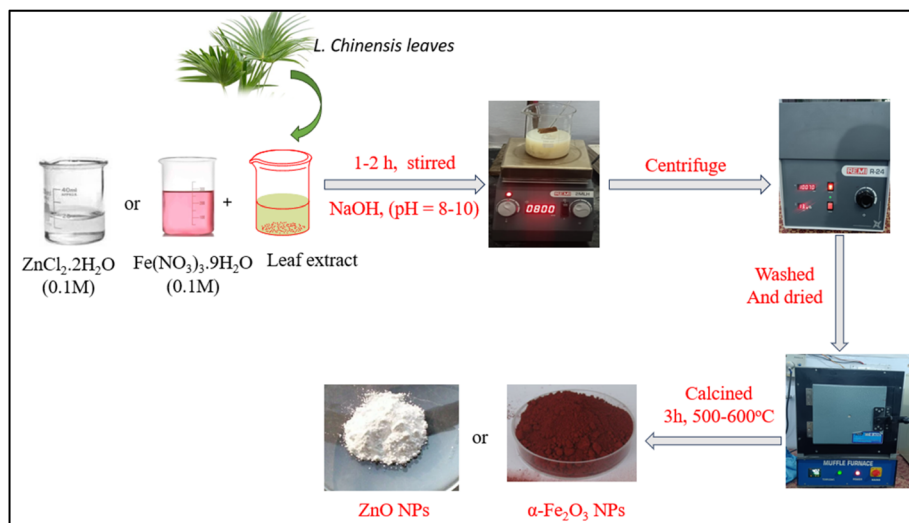 L. Chinensis leaves
40ml
or
+
ZnCl₂.2H₂O
(0.1M)
Fe(NO₃)₃.9H₂O
(0.1M)
Leaf extract
1-2 h, stirred
NaOH, (pH = 8-10)
REMI
0800
Centrifuge
REMI R-24
Washed
And dried
MUFFLE FURNACE
Calcined
3h, 500-600°C
or
ZnO NPs
α-Fe₂O₃ NPs